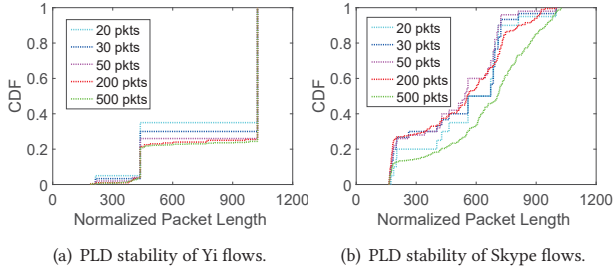 1
0.8
0.6
0.4
0.2
0
CDF
20 pkts
30 pkts
50 pkts
200 pkts
500 pkts
0 300 600 900 1200
Normalized Packet Length
(a) PLD stability of Yi flows.
1
0.8
0.6
0.4
0.2
0
CDF
20 pkts
30 pkts
50 pkts
200 pkts
500 pkts
0 300 600 900 1200
Normalized Packet Length
(b) PLD stability of Skype flows.